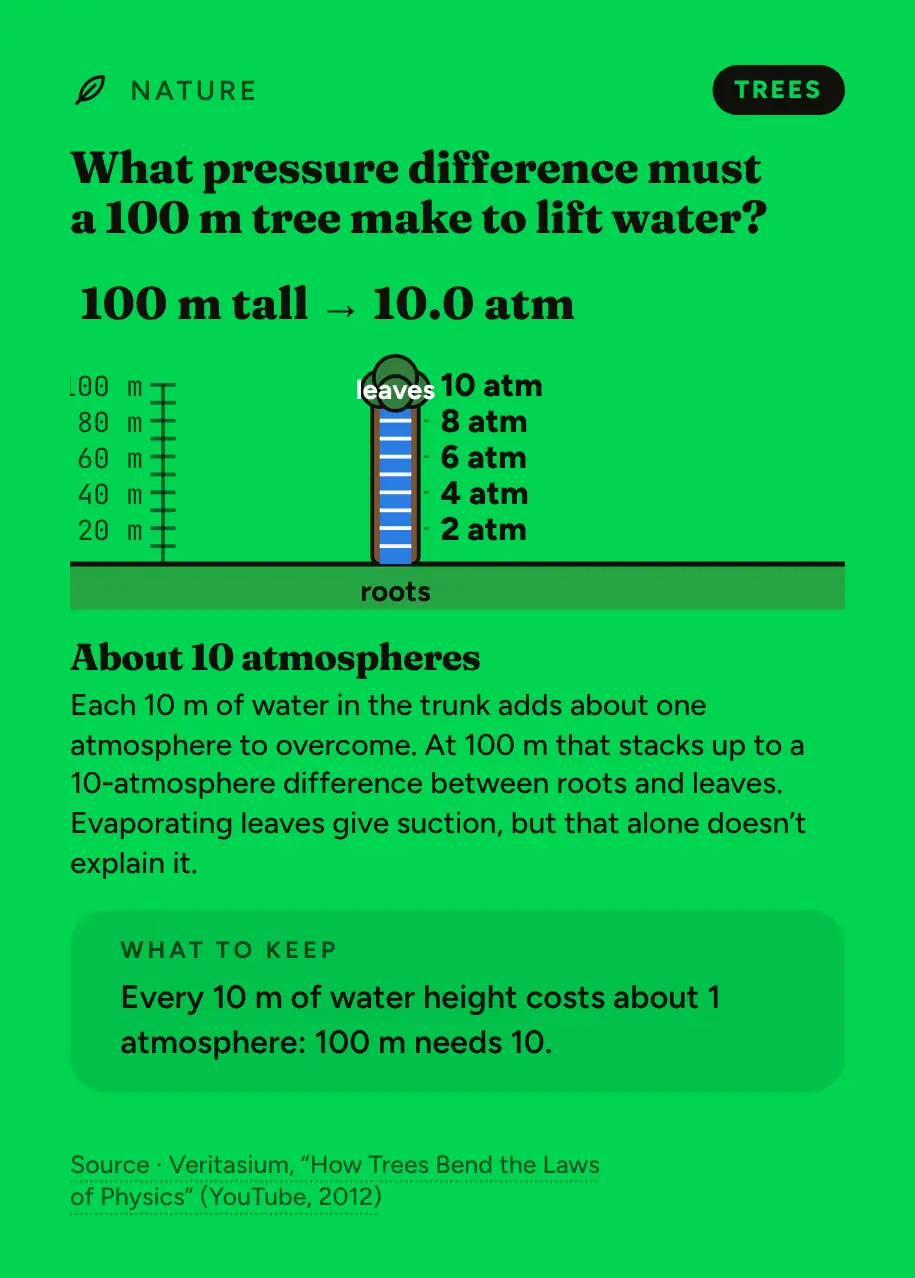 NATURE
TREES
What pressure difference must
a 100 m tree make to lift water?
100 m tall → 10.0 atm
100 m
leaves
10 atm
80 m
8 atm
60 m
6 atm
40 m
4 atm
20 m
2 atm
roots
About 10 atmospheres
Each 10 m of water in the trunk adds about one
atmosphere to overcome. At 100 m that stacks up to a
10-atmosphere difference between roots and leaves.
Evaporating leaves give suction, but that alone doesn’t
explain it.
WHAT TO KEEP
Every 10 m of water height costs about 1
atmosphere: 100 m needs 10.
Source · Veritasium, “How Trees Bend the Laws
of Physics” (YouTube, 2012)